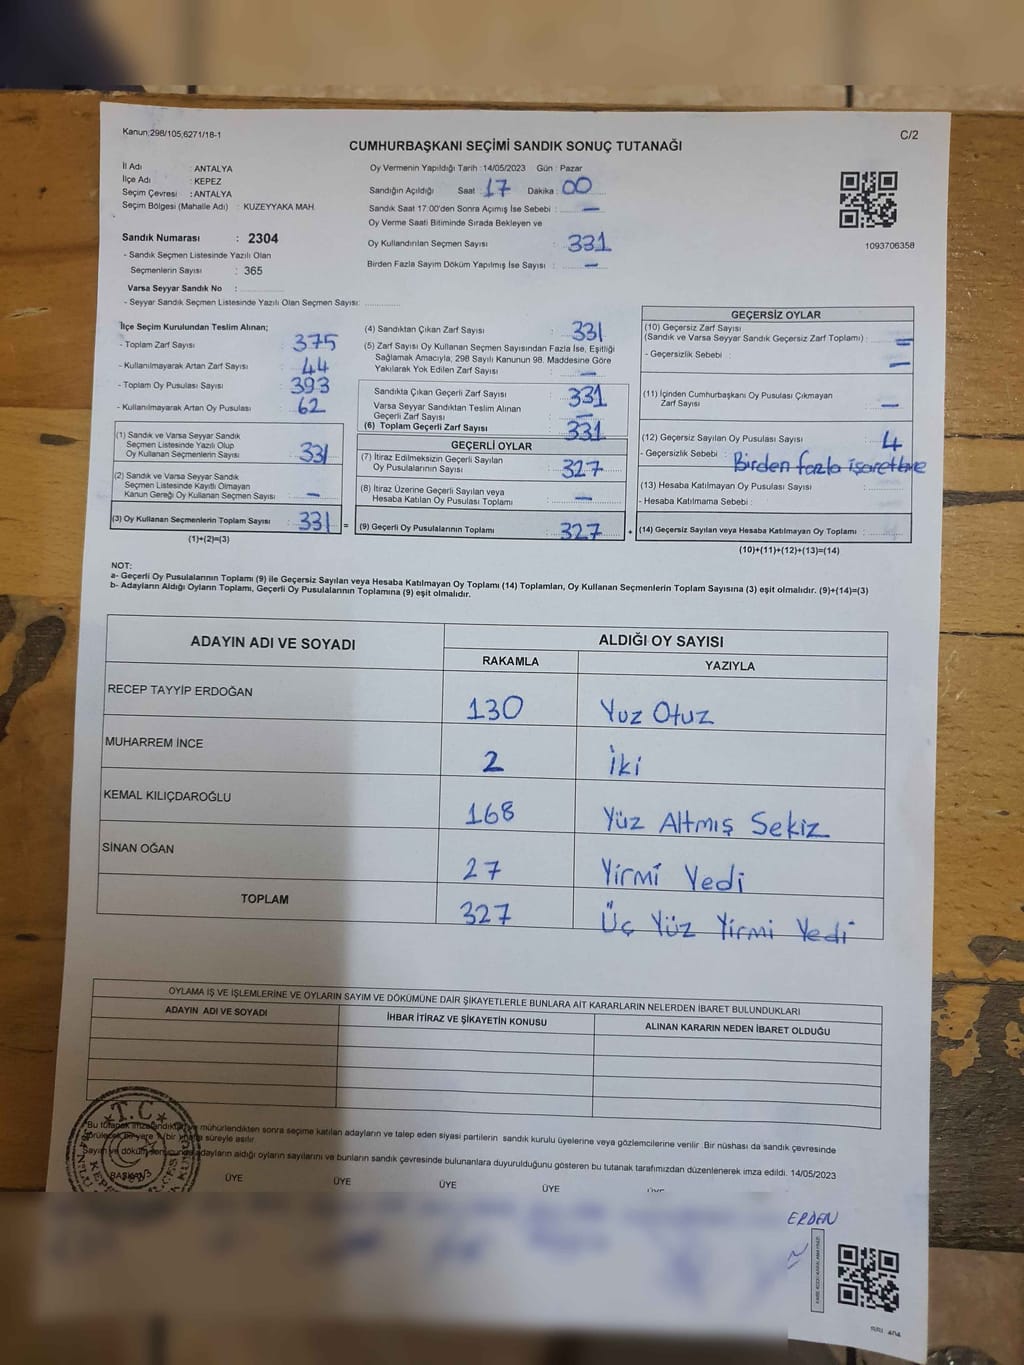 Kanun;298/105,6271/18-1
C/2
CUMHURBAŞKANI SEÇİMİ SANDIK SONUÇ TUTANAĞI
İl Adı : ANTALYA
İlçe Adı : KEPEZ
Seçim Çevresi : ANTALYA
Seçim Bölgesi (Mahalle Adı) : KUZEYYAKA MAH.
Oy Vermenin Yapıldığı Tarih : 14/05/2023 Gün : Pazar
Sandığın Açıldığı Saat : 17 Dakika : 00
Sandık Saat 17:00'den Sonra Açımış İse Sebebi : —
Oy Verme Saati Bitiminde Sırada Bekleyen ve
Oy Kullandırılan Seçmen Sayısı : 331
Birden Fazla Sayım Döküm Yapılmış İse Sayısı : —
1093706358
Sandık Numarası : 2304
- Sandık Seçmen Listesinde Yazılı Olan
Seçmenlerin Sayısı : 365
Varsa Seyyar Sandık No :
- Seyyar Sandık Seçmen Listesinde Yazılı Olan Seçmen Sayısı:
İlçe Seçim Kurulundan Teslim Alınan;
- Toplam Zarf Sayısı : 375
- Kullanılmayarak Artan Zarf Sayısı : 44
- Toplam Oy Pusulası Sayısı : 393
- Kullanılmayarak Artan Oy Pusulası : 62
(1) Sandık ve Varsa Seyyar Sandık
Seçmen Listesinde Yazılı Olup
Oy Kullanan Seçmenlerin Sayısı : 331
(2) Sandık ve Varsa Seyyar Sandık
Seçmen Listesinde Kayıtlı Olmayan
Kanun Gereği Oy Kullanan Seçmen Sayısı : —
(3) Oy Kullanan Seçmenlerin Toplam Sayısı : 331 =
(1)+(2)=(3)
(4) Sandıktan Çıkan Zarf Sayısı : 331
(5) Zarf Sayısı Oy Kullanan Seçmen Sayısından Fazla İse, Eşitliği
Sağlamak Amacıyla; 298 Sayılı Kanunun 98. Maddesine Göre
Yakılarak Yok Edilen Zarf Sayısı : —
Sandıkta Çıkan Geçerli Zarf Sayısı : 331
Varsa Seyyar Sandıktan Teslim Alınan
Geçerli Zarf Sayısı : —
(6) Toplam Geçerli Zarf Sayısı : 331
GEÇERLİ OYLAR
(7) İtiraz Edilmeksizin Geçerli Sayılan
Oy Pusulalarının Sayısı : 327
(8) İtiraz Üzerine Geçerli Sayılan veya
Hesaba Katılan Oy Pusulası Toplamı : —
(9) Geçerli Oy Pusulalarının Toplamı : 327 +
GEÇERSİZ OYLAR
(10) Geçersiz Zarf Sayısı
(Sandık ve Varsa Seyyar Sandık Geçersiz Zarf Toplamı) : —
- Geçersizlik Sebebi : —
(11) İçinden Cumhurbaşkanı Oy Pusulası Çıkmayan
Zarf Sayısı : —
(12) Geçersiz Sayılan Oy Pusulası Sayısı : 4
- Geçersizlik Sebebi : Birden fazla işaretleme
(13) Hesaba Katılmayan Oy Pusulası Sayısı :
- Hesaba Katılmama Sebebi :
(14) Geçersiz Sayılan veya Hesaba Katılmayan Oy Toplamı :
(10)+(11)+(12)+(13)=(14)
NOT:
a- Geçerli Oy Pusulalarının Toplamı (9) ile Geçersiz Sayılan veya Hesaba Katılmayan Oy Toplamı (14) Toplamları, Oy Kullanan Seçmenlerin Toplam Sayısına (3) eşit olmalıdır. (9)+(14)=(3)
b- Adayların Aldığı Oyların Toplamı, Geçerli Oy Pusulalarının Toplamına (9) eşit olmalıdır.
ADAYIN ADI VE SOYADI ALDIĞI OY SAYISI
RAKAMLA YAZIYLA
RECEP TAYYİP ERDOĞAN 130 Yuz Otuz
MUHARREM İNCE 2 İki
KEMAL KILIÇDAROĞLU 168 Yüz Altmış Sekiz
SİNAN OĞAN 27 Yirmi Yedi
TOPLAM 327 Üç Yüz Yirmi Yedi
OYLAMA İŞ VE İŞLEMLERİNE VE OYLARIN SAYIM VE DÖKÜMÜNE DAİR ŞİKAYETLERLE BUNLARA AİT KARARLARIN NELERDEN İBARET BULUNDUKLARI
ADAYIN ADI VE SOYADI İHBAR İTİRAZ VE ŞİKAYETİN KONUSU ALINAN KARARIN NEDEN İBARET OLDUĞU
T.C
Bu tutanak mühürlendikten sonra seçime katılan adayların ve talep eden siyasi partilerin sandık kurulu üyelerine veya gözlemcilerine verilir. Bir nüshası da sandık çevresinde
süreyle asılır.
Sayım ve döküm adayların aldığı oyların sayılarını ve bunların sandık çevresinde bulunanlara duyurulduğunu gösteren bu tutanak tarafımızdan düzenlenerek imza edildi. 14/05/2023
BAŞKAN ÜYE ÜYE ÜYE ÜYE ÜYE
ERDEN